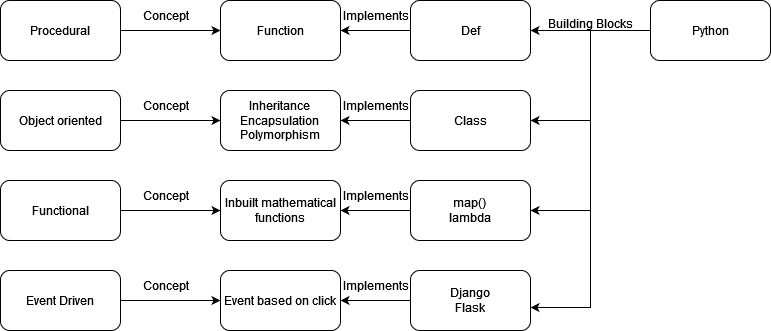 Procedural
Concept
Function
Implements
Def
Building Blocks
Python
Object oriented
Concept
Inheritance
Encapsulation
Polymorphism
Implements
Class
Functional
Concept
Inbuilt mathematical
functions
Implements
map()
lambda
Event Driven
Concept
Event based on click
Implements
Django
Flask